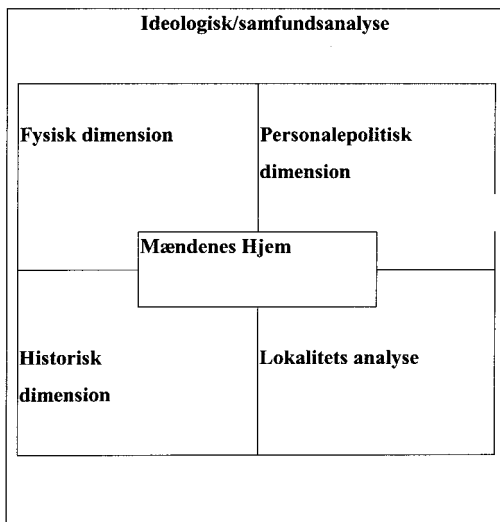 Ideologisk/samfundsanalyse
Fysisk dimension
Personalepolitisk
dimension
Mændenes Hjem
Historisk
dimension
Lokalitets analyse